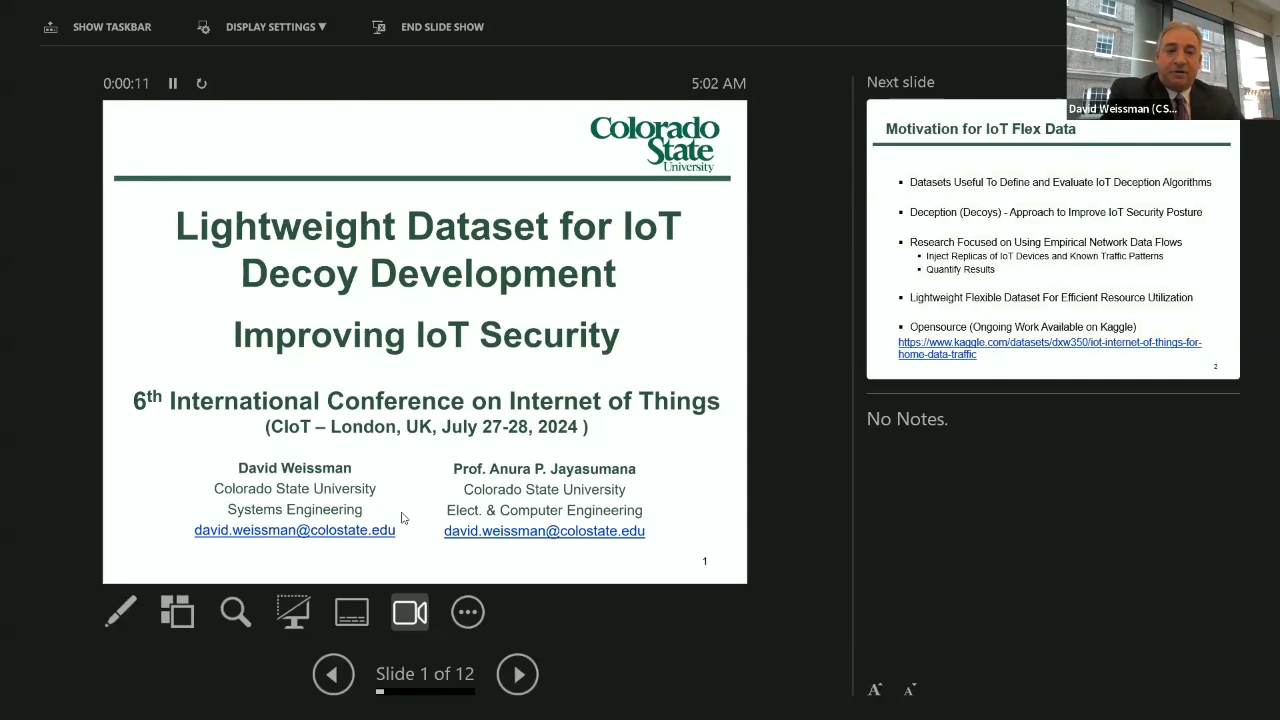 SHOW TASKBAR
DISPLAY SETTINGS ▼
END SLIDE SHOW
David Weissman (CS...
0:00:11
5:02 AM
Colorado
State
University
Lightweight Dataset for IoT
Decoy Development
Improving IoT Security
6th International Conference on Internet of Things
(CIoT – London, UK, July 27-28, 2024 )
David Weissman
Colorado State University
Systems Engineering
david.weissman@colostate.edu
Prof. Anura P. Jayasumana
Colorado State University
Elect. & Computer Engineering
david.weissman@colostate.edu
1
Slide 1 of 12
Next slide
Motivation for IoT Flex Data
▪ Datasets Useful To Define and Evaluate IoT Deception Algorithms
▪ Deception (Decoys) - Approach to Improve IoT Security Posture
▪ Research Focused on Using Empirical Network Data Flows
▪ Inject Replicas of IoT Devices and Known Traffic Patterns
▪ Quantify Results
▪ Lightweight Flexible Dataset For Efficient Resource Utilization
▪ Opensource (Ongoing Work Available on Kaggle)
https://www.kaggle.com/datasets/dxw350/iot-internet-of-things-for-
home-data-traffic
2
No Notes.
A A